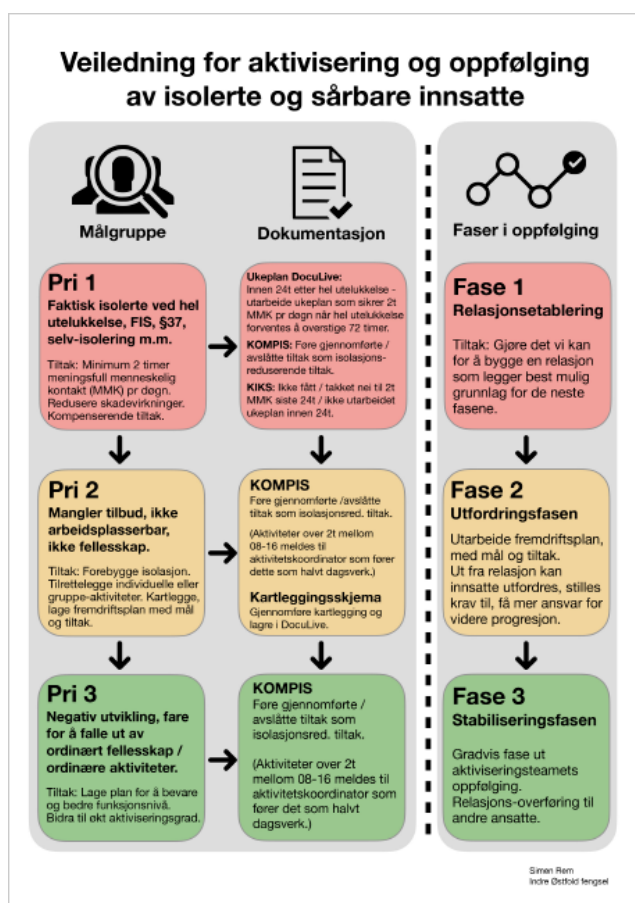 Veiledning for aktivisering og oppfølging
av isolerte og sårbare innsatte
Målgruppe
Pri 1
Faktisk isolerte ved hel
utelukkelse, FIS, §37,
selv-isolering m.m.
Tiltak: Minimum 2 timer
meningsfull menneskelig
kontakt (MMK) pr døgn.
Redusere skadevirkninger.
Kompenserende tiltak.
Pri 2
Mangler tilbud, ikke
arbeidsplasserbar,
ikke fellesskap.
Tiltak: Forebygge isolasjon.
Tilrettelegge individuelle eller
gruppe-aktiviteter. Kartlegge,
lage fremdriftsplan med mål
og tiltak.
Pri 3
Negativ utvikling, fare
for å falle ut av
ordinært fellesskap /
ordinære aktiviteter.
Tiltak: Lage plan for å bevare
og bedre funksjonsnivå.
Bidra til økt aktiviseringsgrad.
Dokumentasjon
Ukeplan DocuLive:
Innen 24t etter hel utelukkelse -
utarbeide ukeplan som sikrer 2t
MMK pr døgn når hel utelukkelse
forventes å overstige 72 timer.
KOMPIS: Føre gjennomførte /
avslåtte tiltak som isolasjons-
reduserende tiltak.
KIKS: Ikke fått / takket nei til 2t
MMK siste 24t / ikke utarbeidet
ukeplan innen 24t.
KOMPIS
Føre gjennomførte /avslåtte
tiltak som isolasjonsred. tiltak.
(Aktiviteter over 2t mellom
08-16 meldes til
aktivitetskoordinator som fører
dette som halvt dagsverk.)
Kartleggingsskjema
Gjennomføre kartlegging og
lagre i DocuLive.
KOMPIS
Føre gjennomførte /
avslåtte tiltak som
isolasjonsred. tiltak.
(Aktiviteter over 2t
mellom 08-16 meldes til
aktivitetskoordinator som
fører det som halvt
dagsverk.)
Faser i oppfølging
Fase 1
Relasjonsetablering
Tiltak: Gjøre det vi kan
for å bygge en relasjon
som legger best mulig
grunnlag for de neste
fasene.
Fase 2
Utfordringsfasen
Utarbeide fremdriftsplan,
med mål og tiltak.
Ut fra relasjon kan
innsatte utfordres, stilles
krav til, få mer ansvar for
videre progresjon.
Fase 3
Stabiliseringsfasen
Gradvis fase ut
aktiviseringsteamets
oppfølging.
Relasjons-overføring til
andre ansatte.
Simen Rem
Indre Østfold fengsel